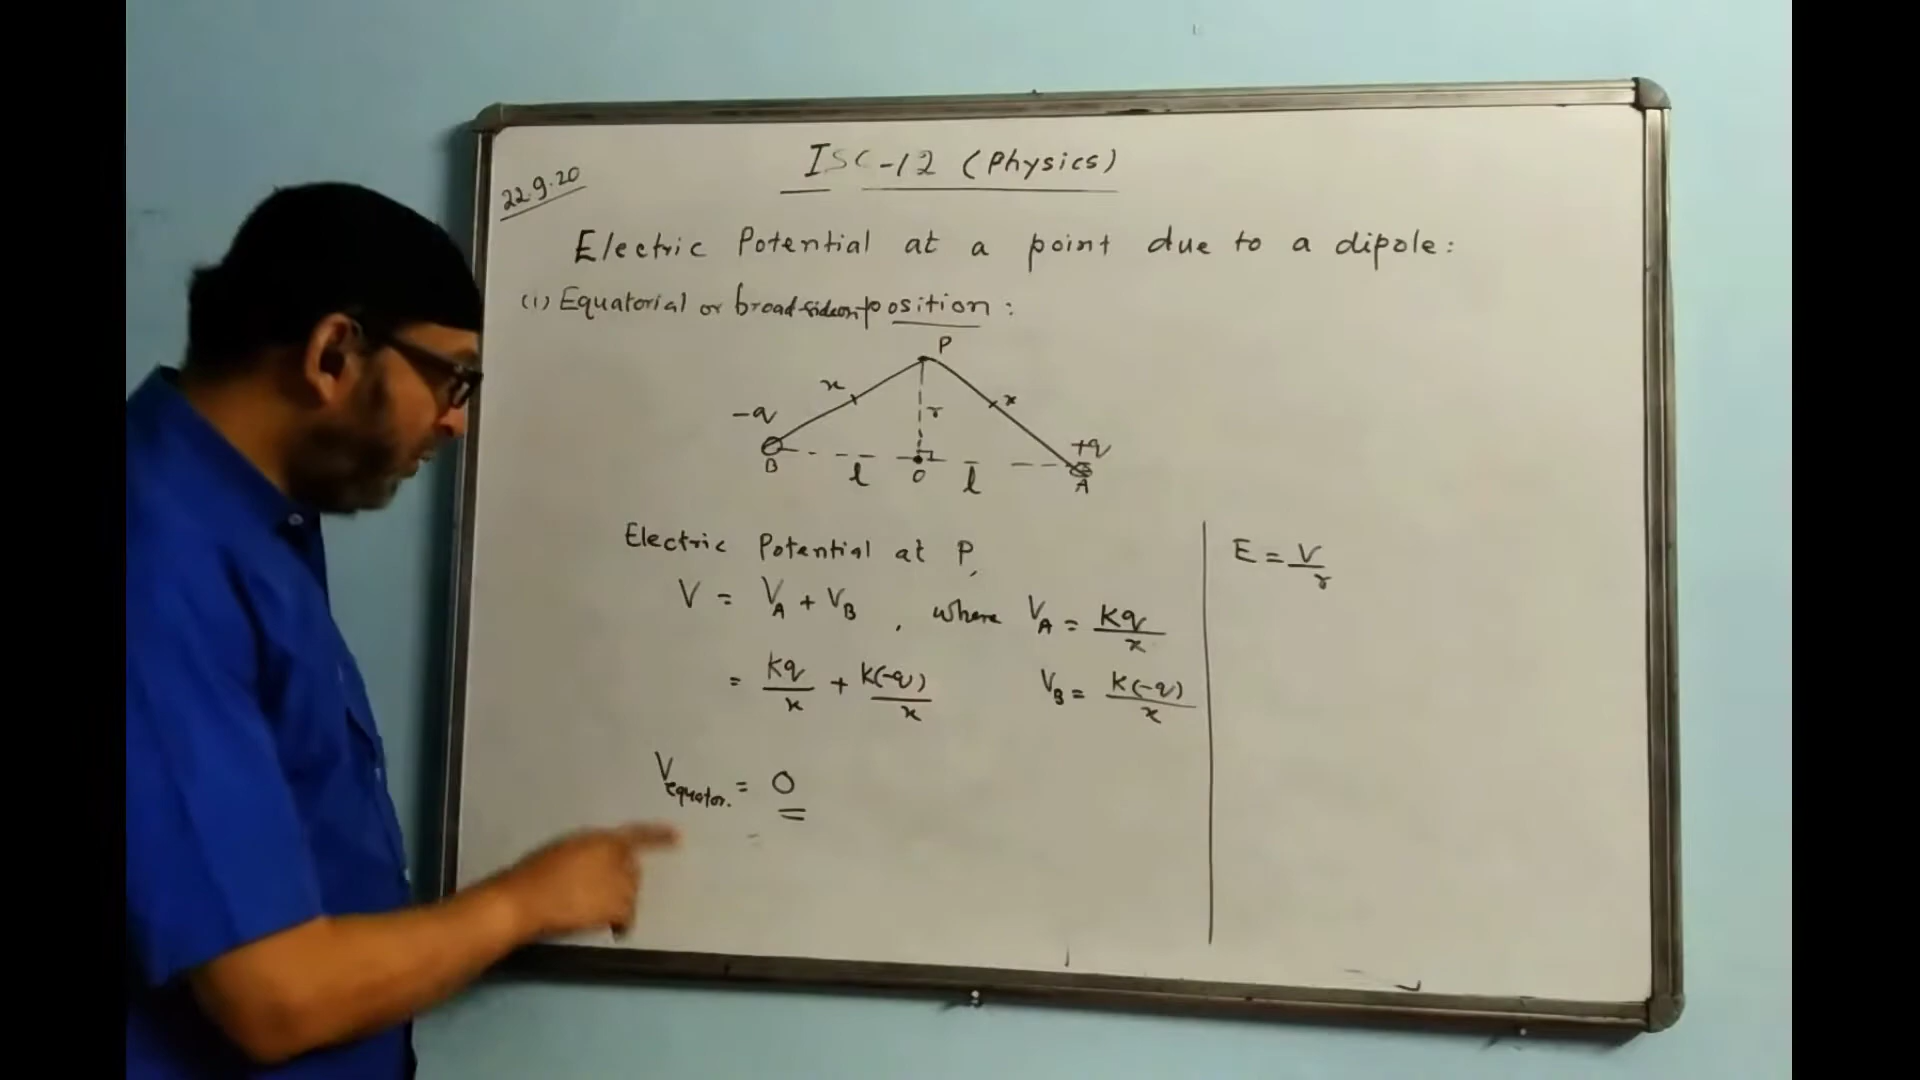 ISC-12 (Physics)
22.9.20
Electric Potential at a point due to a dipole:
(i) Equatorial or broad side on position:
P
x x
-q r +q
B l O l A
Electric Potential at P,
V = V_A + V_B , where V_A = Kq/x
= Kq/x + K(-q)/x V_B = K(-q)/x
V_equator. = 0
E = V/r